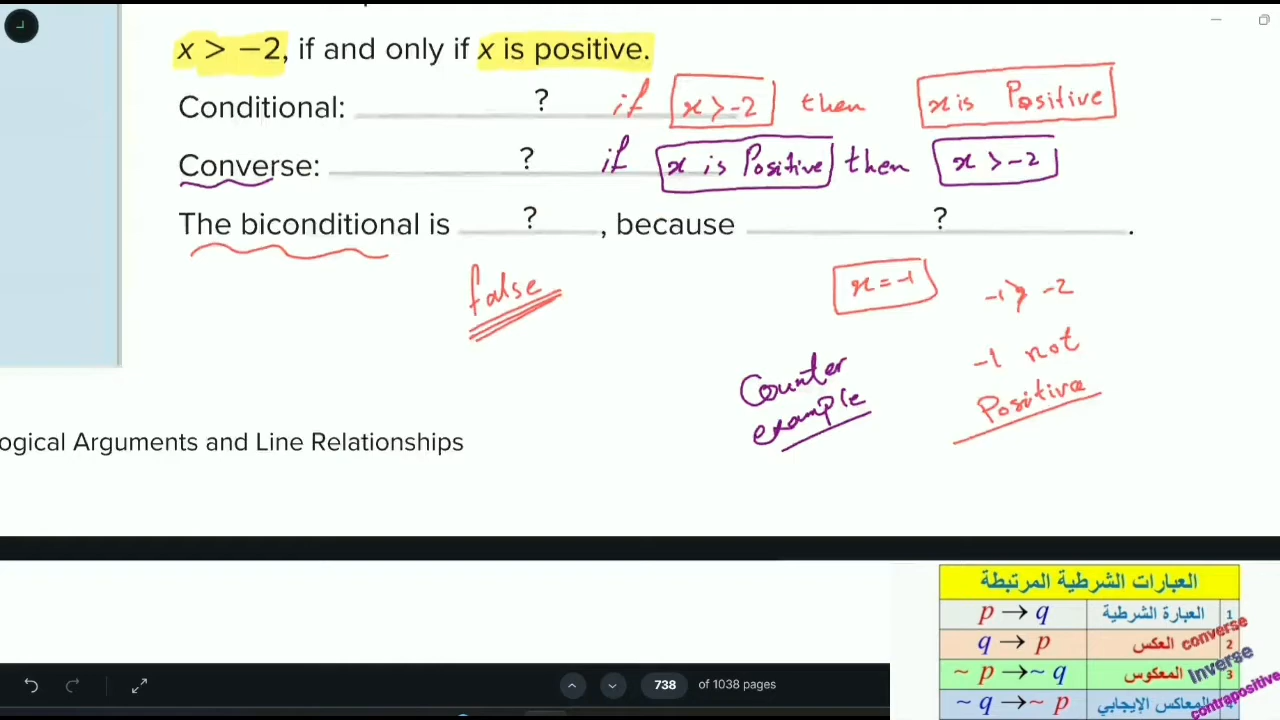 x > −2, if and only if x is positive.
Conditional: ? if x > -2 then x is Positive
Converse: ? if x is Positive then x > -2
The biconditional is ? , because ? .
false
x = -1
-1 > -2
-1 not
Positive
Counter
example
ogical Arguments and Line Relationships
العبارات الشرطية المرتبطة
1 العبارة الشرطية p → q
2 العكس converse q → p
3 المعكوس Inverse ~ p → ~ q
المعاكس الإيجابي contrapositive ~ q → ~ p
738 of 1038 pages